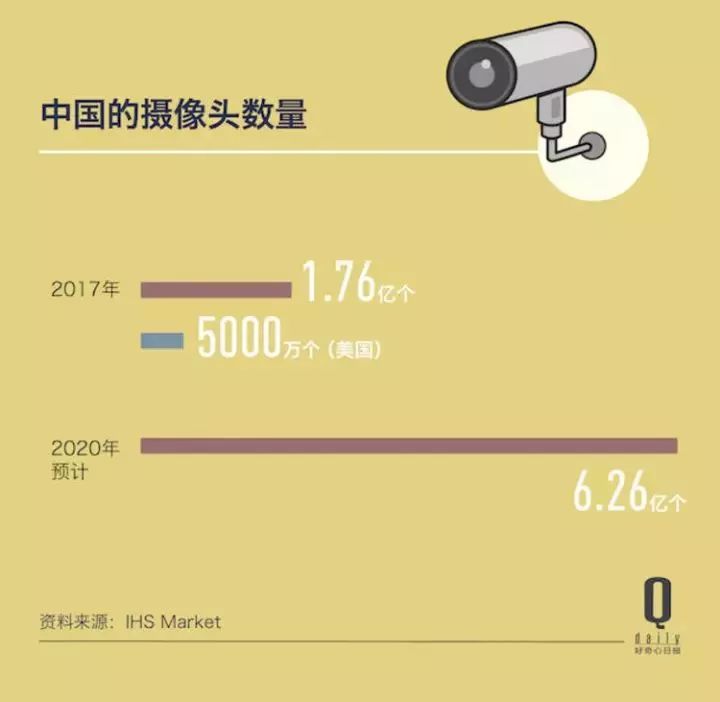 中国的摄像头数量
2017年
1.76亿个
5000万个(美国)
2020年
预计
6.26亿个
资料来源：IHS Market
Q
daily
好奇心日报